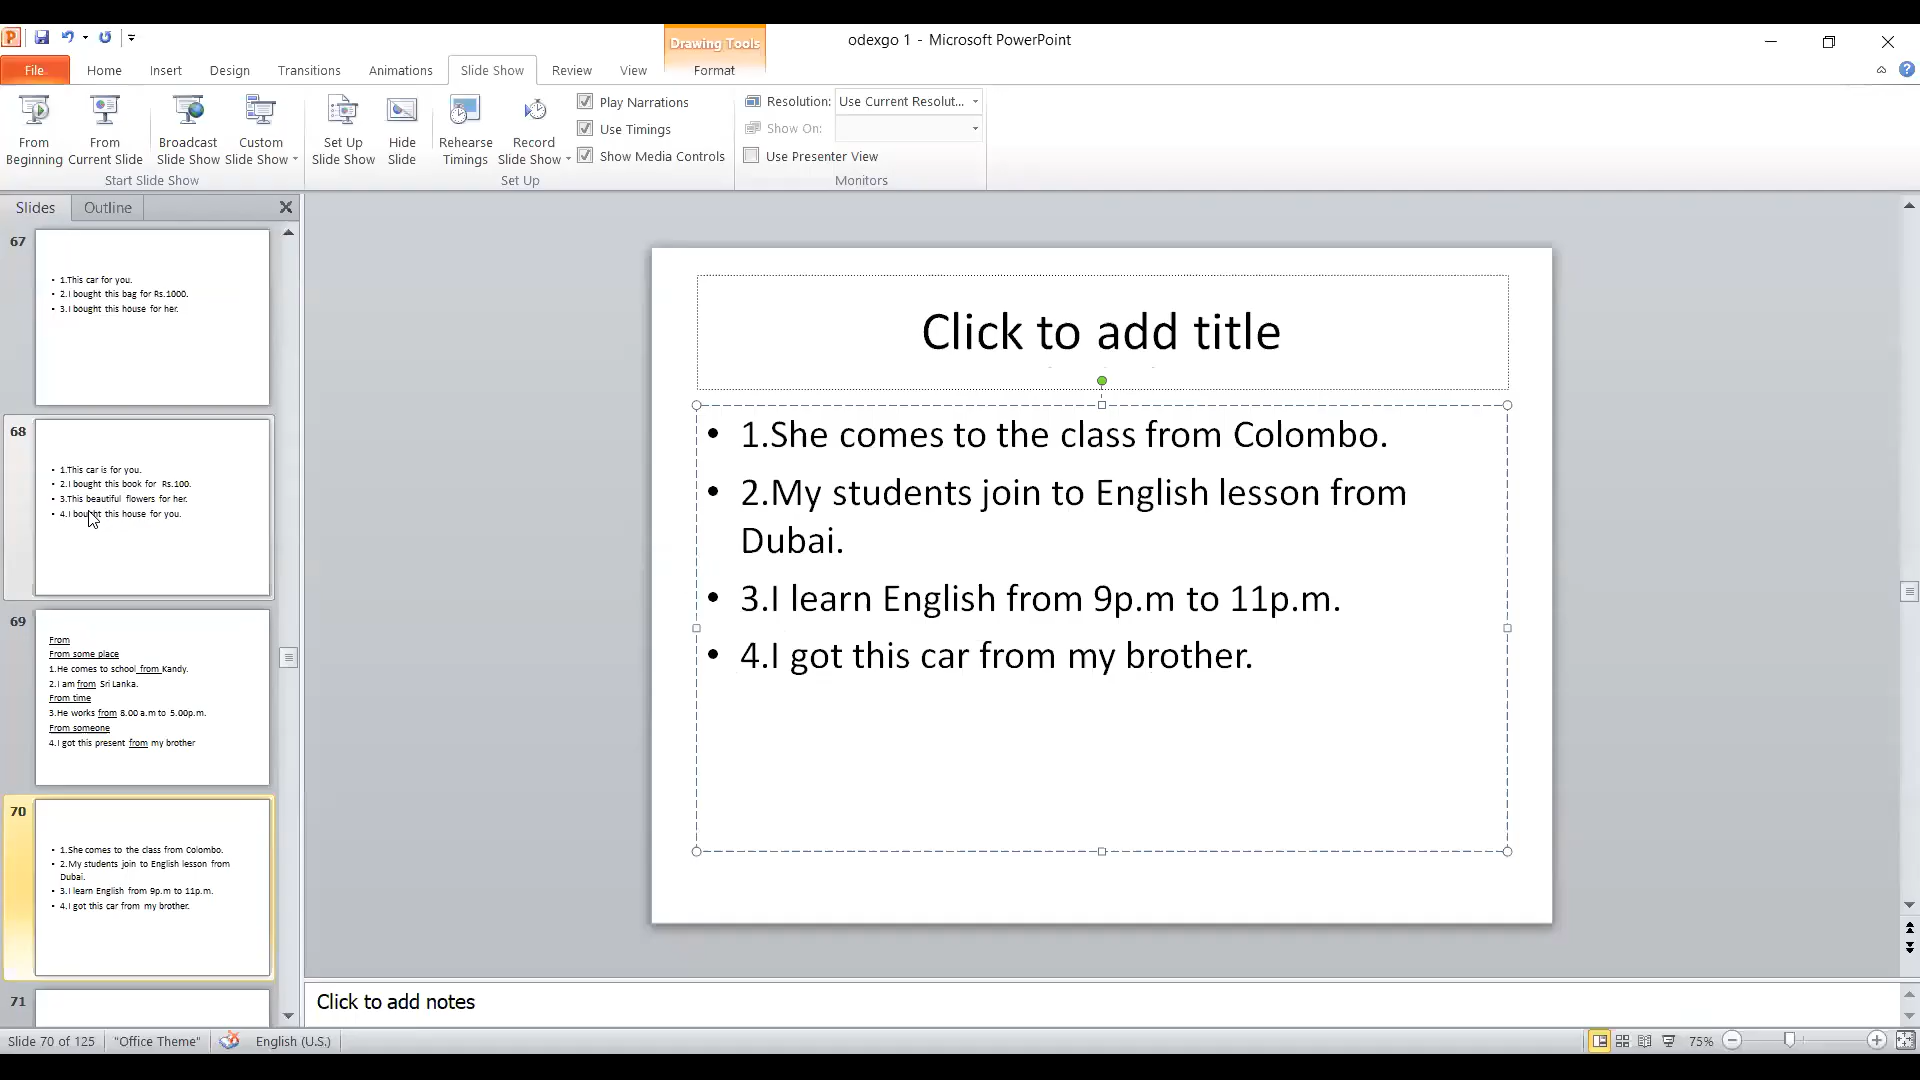 odexgo 1 - Microsoft PowerPoint
Drawing Tools
File Home Insert Design Transitions Animations Slide Show Review View Format
From Beginning
From Current Slide
Broadcast Slide Show
Custom Slide Show
Start Slide Show
Set Up Slide Show
Hide Slide
Rehearse Timings
Record Slide Show
Play Narrations
Use Timings
Show Media Controls
Set Up
Resolution: Use Current Resolut...
Show On:
Use Presenter View
Monitors
Slides Outline
67
• 1.This car for you.
• 2.I bought this bag for Rs.1000.
• 3.I bought this house for her.
68
• 1.This car is for you.
• 2.I bought this book for Rs.100.
• 3.This beautiful flowers for her.
• 4.I bought this house for you.
69
From
From some place
1.He comes to school from Kandy.
2.I am from Sri Lanka.
From time
3.He works from 8.00 a.m to 5.00p.m.
From someone
4.I got this present from my brother
70
• 1.She comes to the class from Colombo.
• 2.My students join to English lesson from
Dubai.
• 3.I learn English from 9p.m to 11p.m.
• 4.I got this car from my brother.
71
Click to add title
• 1.She comes to the class from Colombo.
• 2.My students join to English lesson from
Dubai.
• 3.I learn English from 9p.m to 11p.m.
• 4.I got this car from my brother.
Click to add notes
Slide 70 of 125 "Office Theme" English (U.S.) 75%